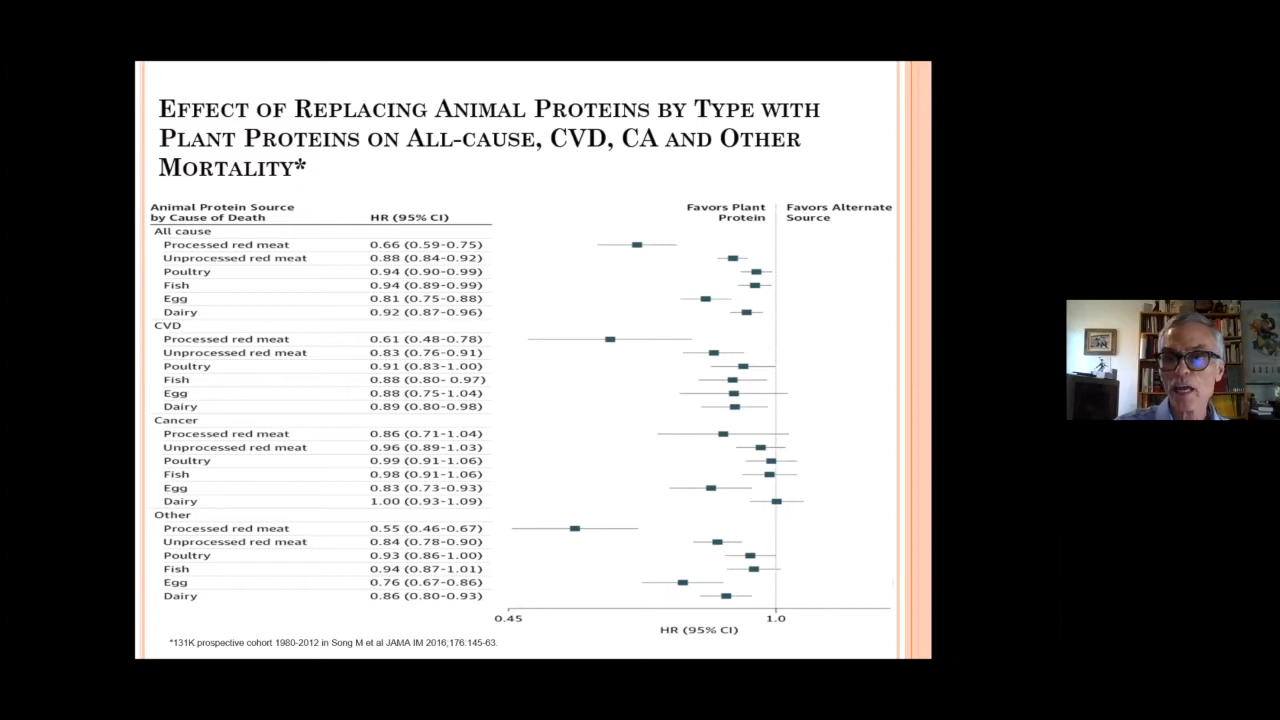 EFFECT OF REPLACING ANIMAL PROTEINS BY TYPE WITH
PLANT PROTEINS ON ALL-CAUSE, CVD, CA AND OTHER
MORTALITY*
Animal Protein Source
by Cause of Death HR (95% CI)
Favors Plant
Protein
Favors Alternate
Source
All cause
Processed red meat 0.66 (0.59-0.75)
Unprocessed red meat 0.88 (0.84-0.92)
Poultry 0.94 (0.90-0.99)
Fish 0.94 (0.89-0.99)
Egg 0.81 (0.75-0.88)
Dairy 0.92 (0.87-0.96)
CVD
Processed red meat 0.61 (0.48-0.78)
Unprocessed red meat 0.83 (0.76-0.91)
Poultry 0.91 (0.83-1.00)
Fish 0.88 (0.80- 0.97)
Egg 0.88 (0.75-1.04)
Dairy 0.89 (0.80-0.98)
Cancer
Processed red meat 0.86 (0.71-1.04)
Unprocessed red meat 0.96 (0.89-1.03)
Poultry 0.99 (0.91-1.06)
Fish 0.98 (0.91-1.06)
Egg 0.83 (0.73-0.93)
Dairy 1.00 (0.93-1.09)
Other
Processed red meat 0.55 (0.46-0.67)
Unprocessed red meat 0.84 (0.78-0.90)
Poultry 0.93 (0.86-1.00)
Fish 0.94 (0.87-1.01)
Egg 0.76 (0.67-0.86)
Dairy 0.86 (0.80-0.93)
0.45 1.0
HR (95% CI)
*131K prospective cohort 1980-2012 in Song M et al JAMA IM 2016;176:145-63.